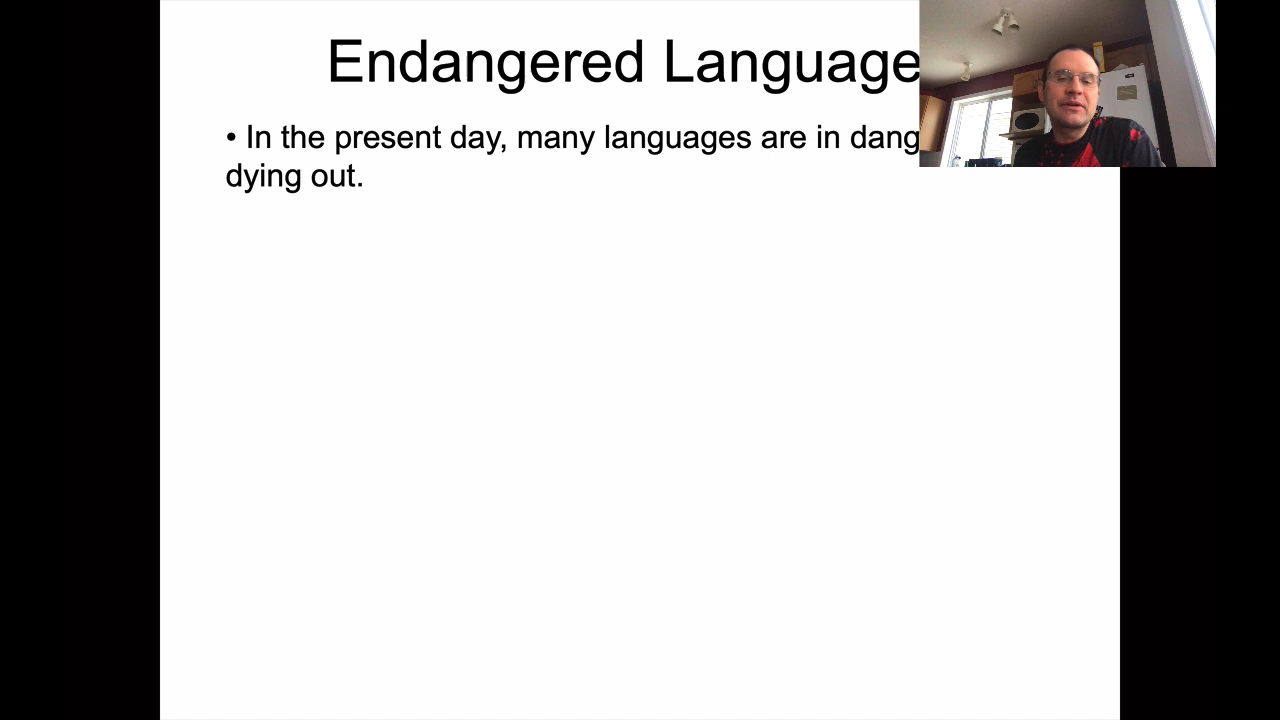 Endangered Language
• In the present day, many languages are in dang
dying out.